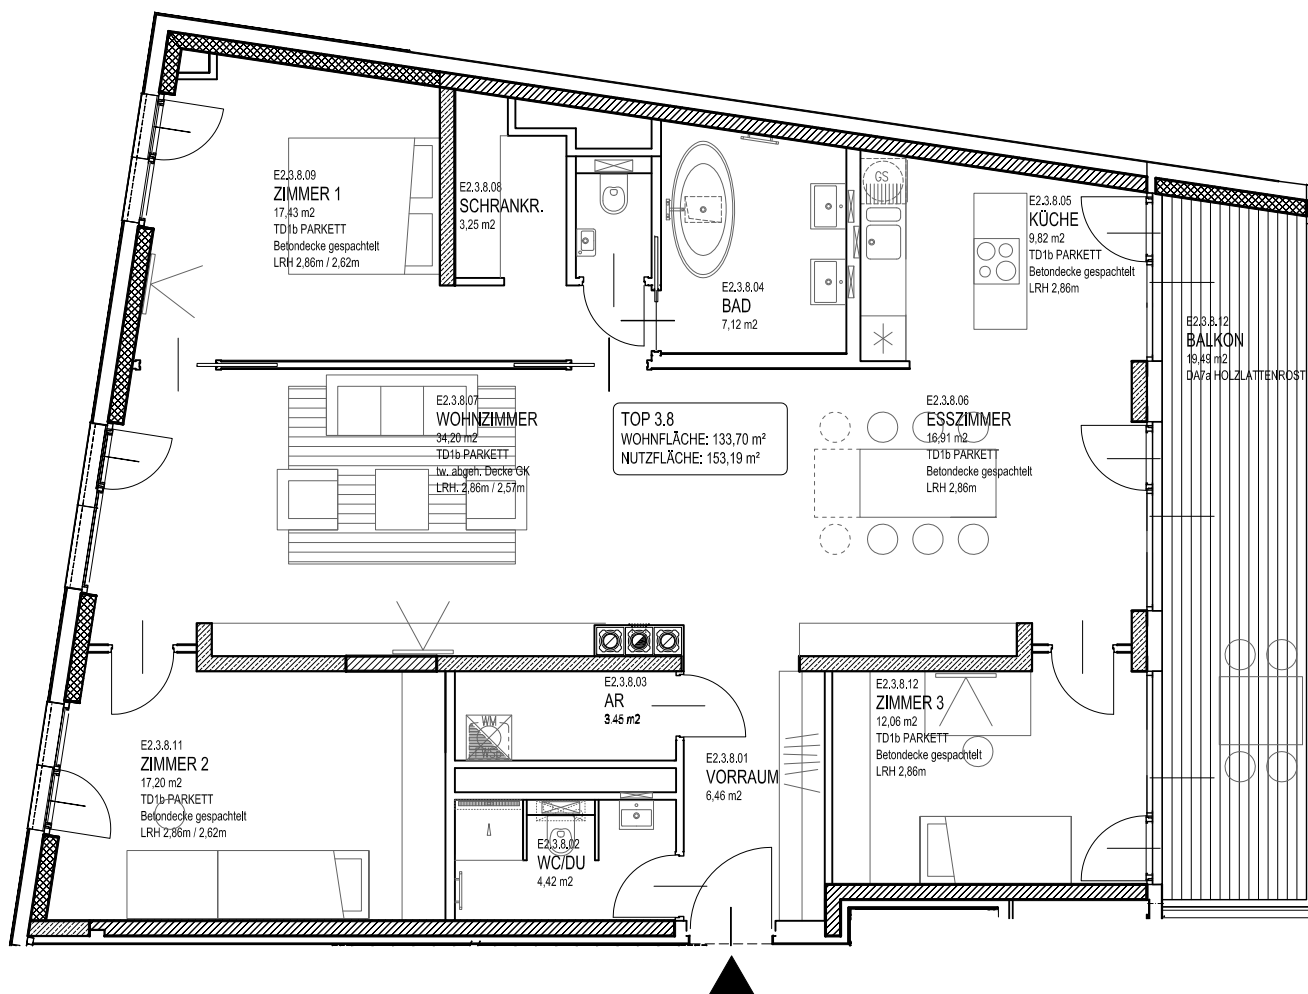 E2.3.8.09
ZIMMER 1
17,43 m2
TD1b PARKETT
Betondecke gespachtelt
LRH 2,86m / 2,62m
E2.3.8.08
SCHRANKR.
3,25 m2
GS
E2.3.8.05
KÜCHE
9,82 m2
TD1b PARKETT
Betondecke gespachtelt
LRH 2,86m
E2.3.8.04
BAD
7,12 m2
E2.3.8.12
BALKON
19,49 m2
DA7a HOLZLATTENROST
E2.3.8.07
WOHNZIMMER
34,20 m2
TD1b PARKETT
tw. abgeh. Decke GK
LRH. 2,86m / 2,57m
TOP 3.8
WOHNFLÄCHE: 133,70 m²
NUTZFLÄCHE: 153,19 m²
E2.3.8.06
ESSZIMMER
16,91 m2
TD1b PARKETT
Betondecke gespachtelt
LRH 2,86m
E2.3.8.03
AR
3.45 m2
WM
E2.3.8.12
ZIMMER 3
12,06 m2
TD1b PARKETT
Betondecke gespachtelt
LRH 2,86m
E2.3.8.11
ZIMMER 2
17,20 m2
TD1b PARKETT
Betondecke gespachtelt
LRH 2,86m / 2,62m
E2.3.8.01
VORRAUM
6,46 m2
E2.3.8.02
WC/DU
4,42 m2